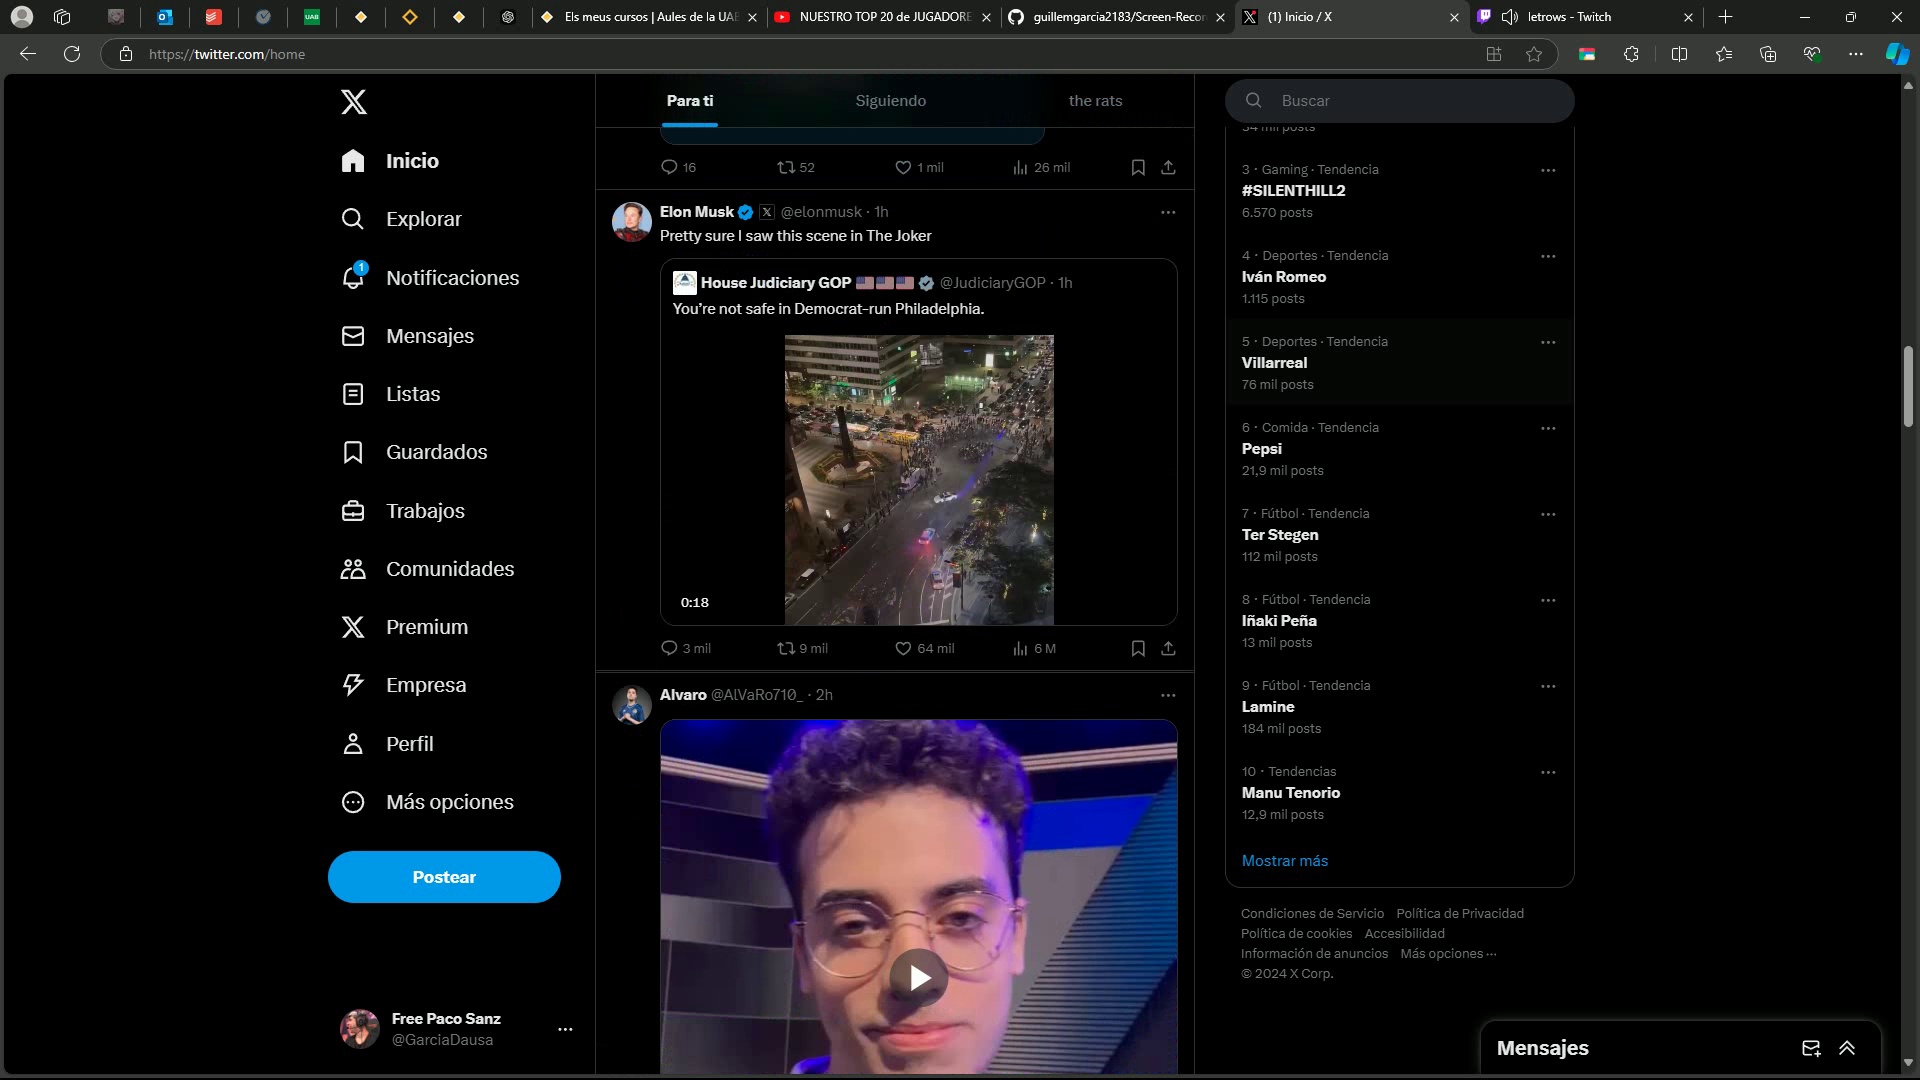 UAB
Els meus cursos | Aules de la UAB
NUESTRO TOP 20 de JUGADORE
guillemgarcia2183/Screen-Recor
(1) Inicio / X
letrows - Twitch
https://twitter.com/home
Inicio
Explorar
1
Notificaciones
Mensajes
Listas
Guardados
Trabajos
Comunidades
Premium
Empresa
Perfil
Más opciones
Postear
Free Paco Sanz
@GarciaDausa
Para ti
Siguiendo
the rats
16
52
1 mil
26 mil
Elon Musk @elonmusk · 1h
Pretty sure I saw this scene in The Joker
House Judiciary GOP @JudiciaryGOP · 1h
You're not safe in Democrat-run Philadelphia.
0:18
3 mil
9 mil
64 mil
6 M
Alvaro @AlVaRo710_ · 2h
Buscar
34 mil posts
3 · Gaming · Tendencia
#SILENTHILL2
6.570 posts
4 · Deportes · Tendencia
Iván Romeo
1.115 posts
5 · Deportes · Tendencia
Villarreal
76 mil posts
6 · Comida · Tendencia
Pepsi
21,9 mil posts
7 · Fútbol · Tendencia
Ter Stegen
112 mil posts
8 · Fútbol · Tendencia
Iñaki Peña
13 mil posts
9 · Fútbol · Tendencia
Lamine
184 mil posts
10 · Tendencias
Manu Tenorio
12,9 mil posts
Mostrar más
Condiciones de Servicio Política de Privacidad
Política de cookies Accesibilidad
Información de anuncios Más opciones ···
© 2024 X Corp.
Mensajes